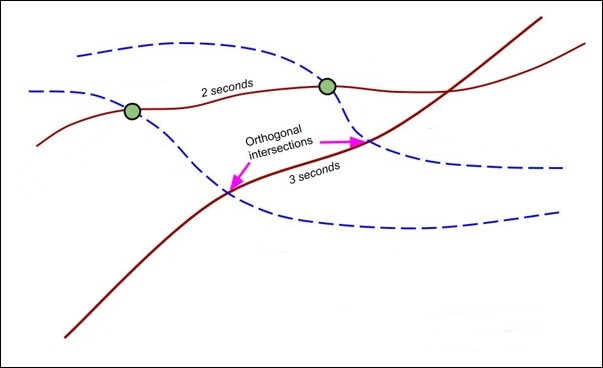 2 seconds
Orthogonal
intersections
3 seconds